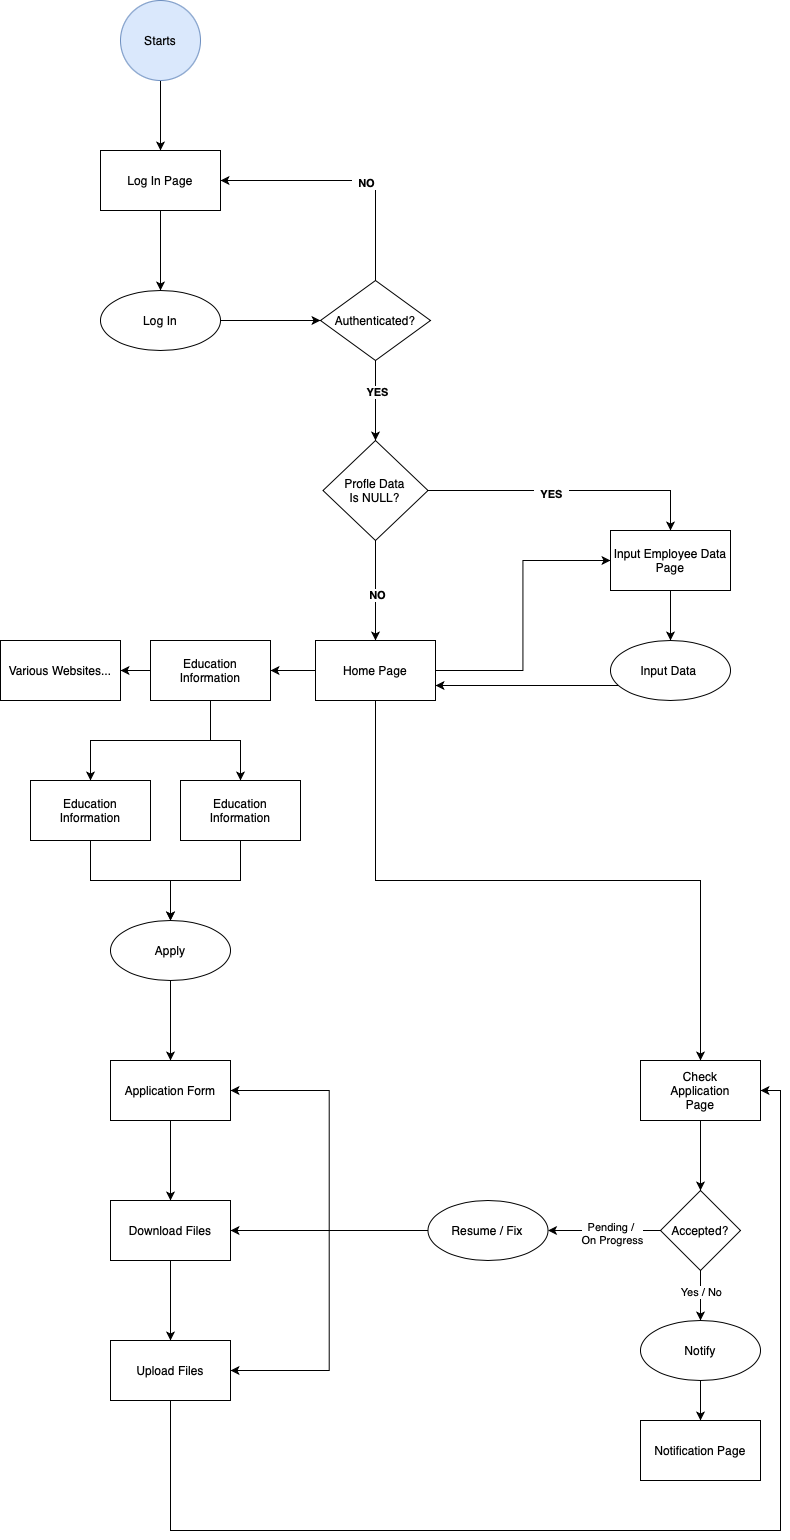 Starts
Log In Page
NO
Log In
Authenticated?
YES
Profle Data
Is NULL?
YES
Input Employee Data
Page
NO
Various Websites...
Education
Information
Home Page
Input Data
Education
Information
Education
Information
Apply
Application Form
Check
Application
Page
Download Files
Resume / Fix
Pending /
On Progress
Accepted?
Yes / No
Upload Files
Notify
Notification Page